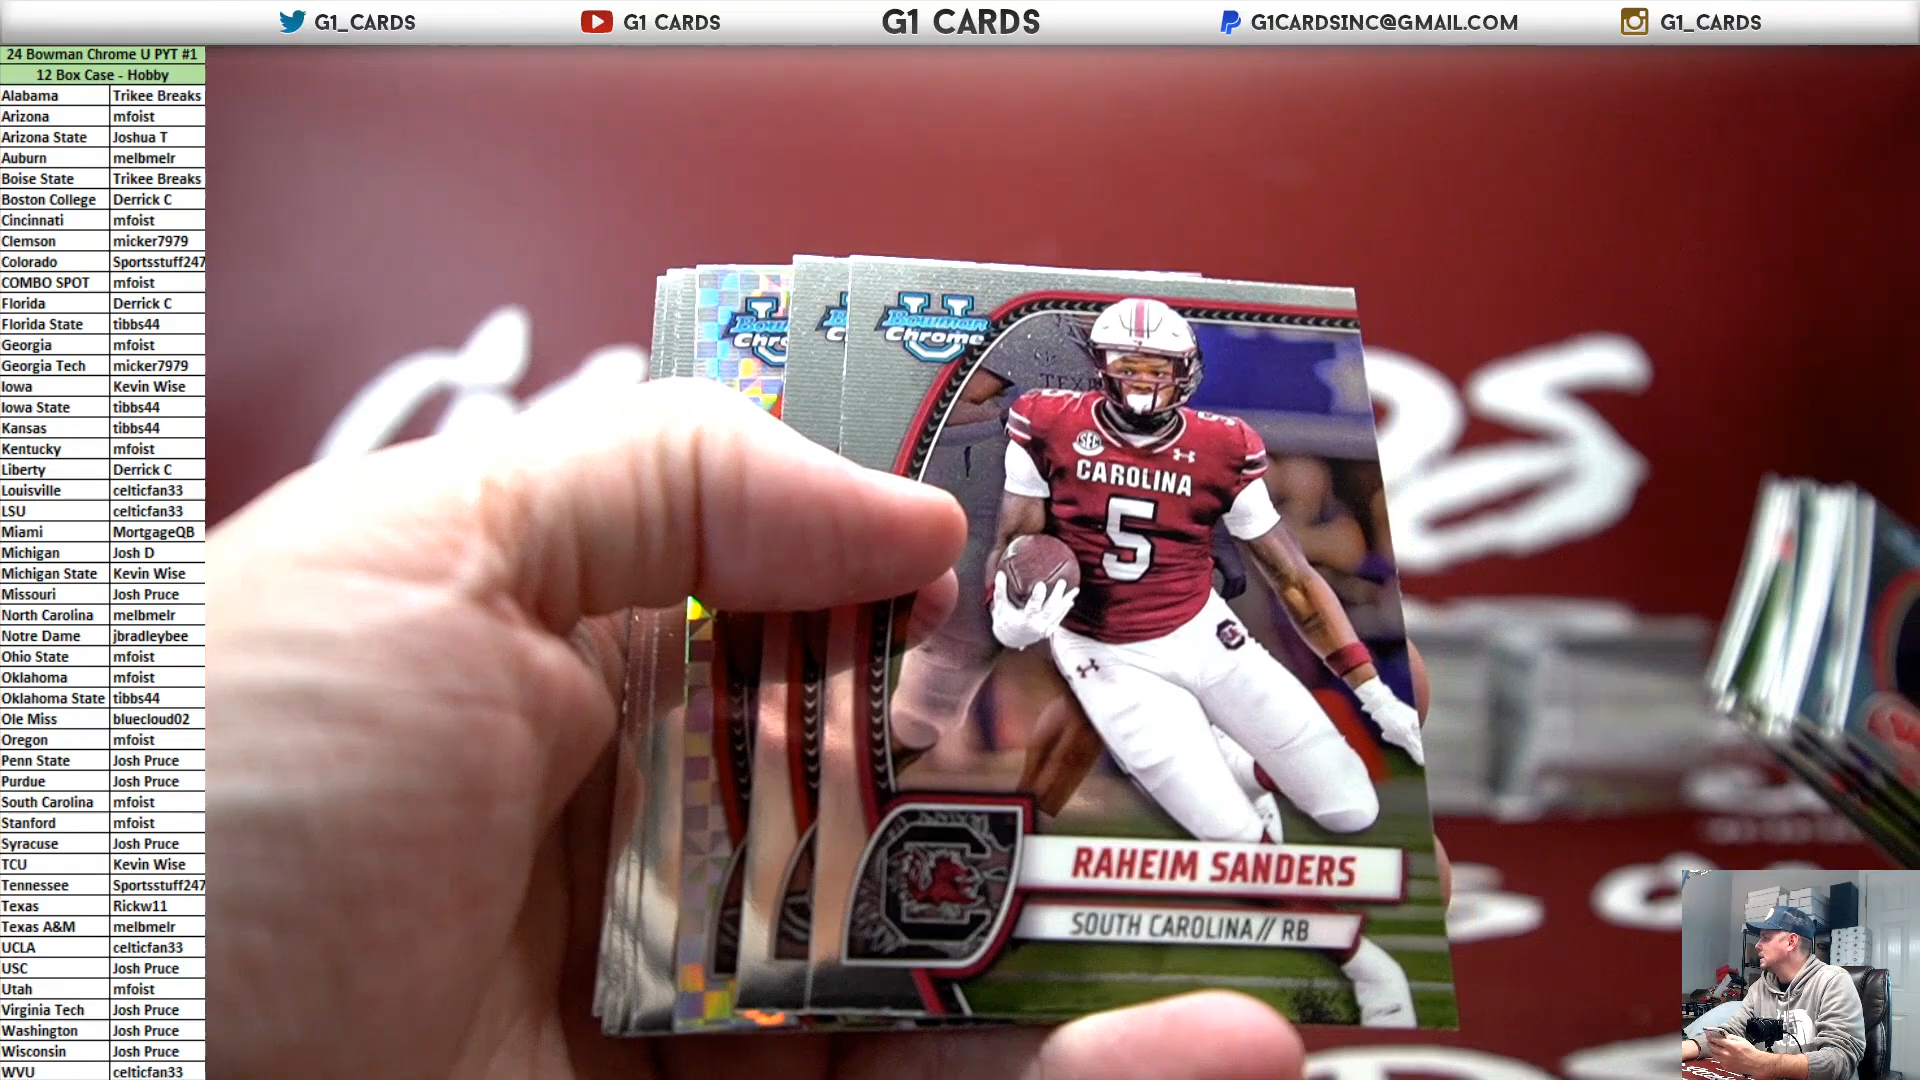 G1_CARDS G1 CARDS G1 CARDS G1CARDSINC@GMAIL.COM G1_CARDS
24 Bowman Chrome U PYT #1
12 Box Case - Hobby
Alabama Trikee Breaks
Arizona mfoist
Arizona State Joshua T
Auburn melbmelr
Boise State Trikee Breaks
Boston College Derrick C
Cincinnati mfoist
Clemson micker7979
Colorado Sportsstuff247
COMBO SPOT mfoist
Florida Derrick C
Florida State tibbs44
Georgia mfoist
Georgia Tech micker7979
Iowa Kevin Wise
Iowa State tibbs44
Kansas tibbs44
Kentucky mfoist
Liberty Derrick C
Louisville celticfan33
LSU celticfan33
Miami MortgageQB
Michigan Josh D
Michigan State Kevin Wise
Missouri Josh Pruce
North Carolina melbmelr
Notre Dame jbradleybee
Ohio State mfoist
Oklahoma mfoist
Oklahoma State tibbs44
Ole Miss bluecloud02
Oregon mfoist
Penn State Josh Pruce
Purdue Josh Pruce
South Carolina mfoist
Stanford mfoist
Syracuse Josh Pruce
TCU Kevin Wise
Tennessee Sportsstuff247
Texas Rickw11
Texas A&M melbmelr
UCLA celticfan33
USC Josh Pruce
Utah mfoist
Virginia Tech Josh Pruce
Washington Josh Pruce
Wisconsin Josh Pruce
WVU celticfan33
U
Bowman
Chrome
SEC
CAROLINA
5
RAHEIM SANDERS
SOUTH CAROLINA// RB